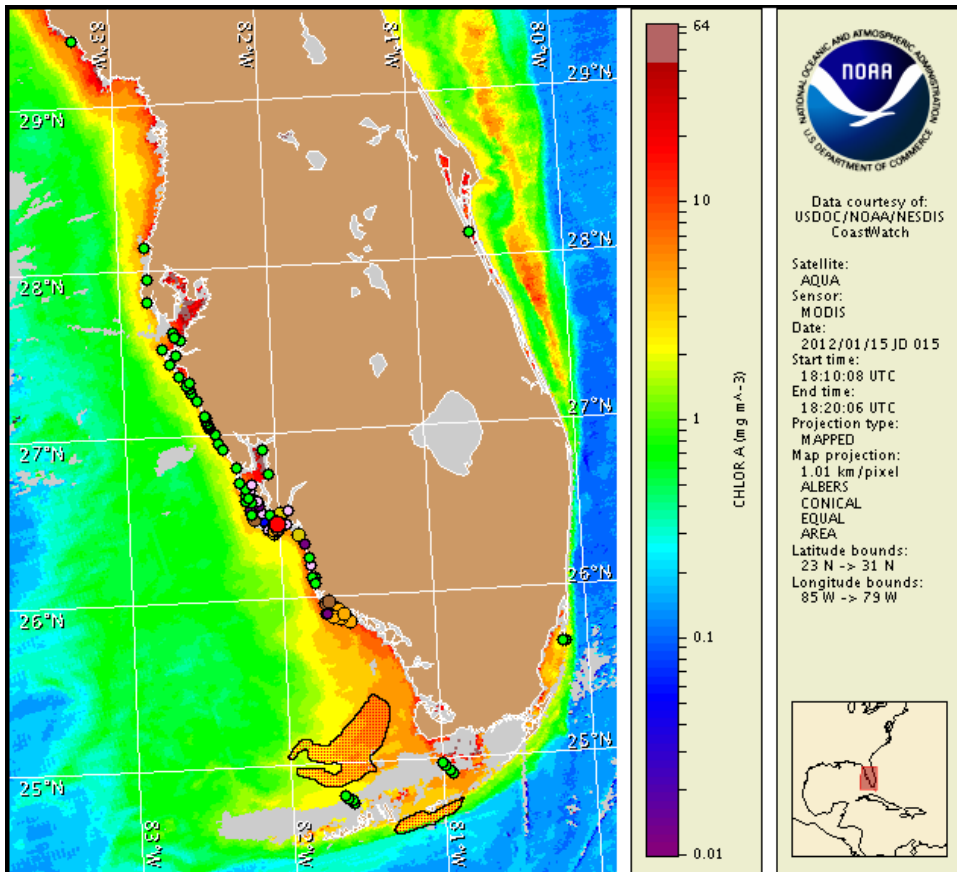 83°W
82°W
81°W
80°W
29°N
29°N
28°N
28°N
27°N
27°N
26°N
26°N
25°N
25°N
83°W
82°W
81°W
64
10
1
0.1
0.01
CHLOR A (mg m^-3)
NATIONAL OCEANIC AND ATMOSPHERIC ADMINISTRATION
NOAA
U.S. DEPARTMENT OF COMMERCE
Data courtesy of:
USDOC/NOAA/NESDIS
CoastWatch
Satellite:
AQUA
Sensor:
MODIS
Date:
2012/01/15 JD 015
Start time:
18:10:08 UTC
End time:
18:20:06 UTC
Projection type:
MAPPED
Map projection:
1.01 km/pixel
ALBERS
CONICAL
EQUAL
AREA
Latitude bounds:
23 N -> 31 N
Longitude bounds:
85 W -> 79 W